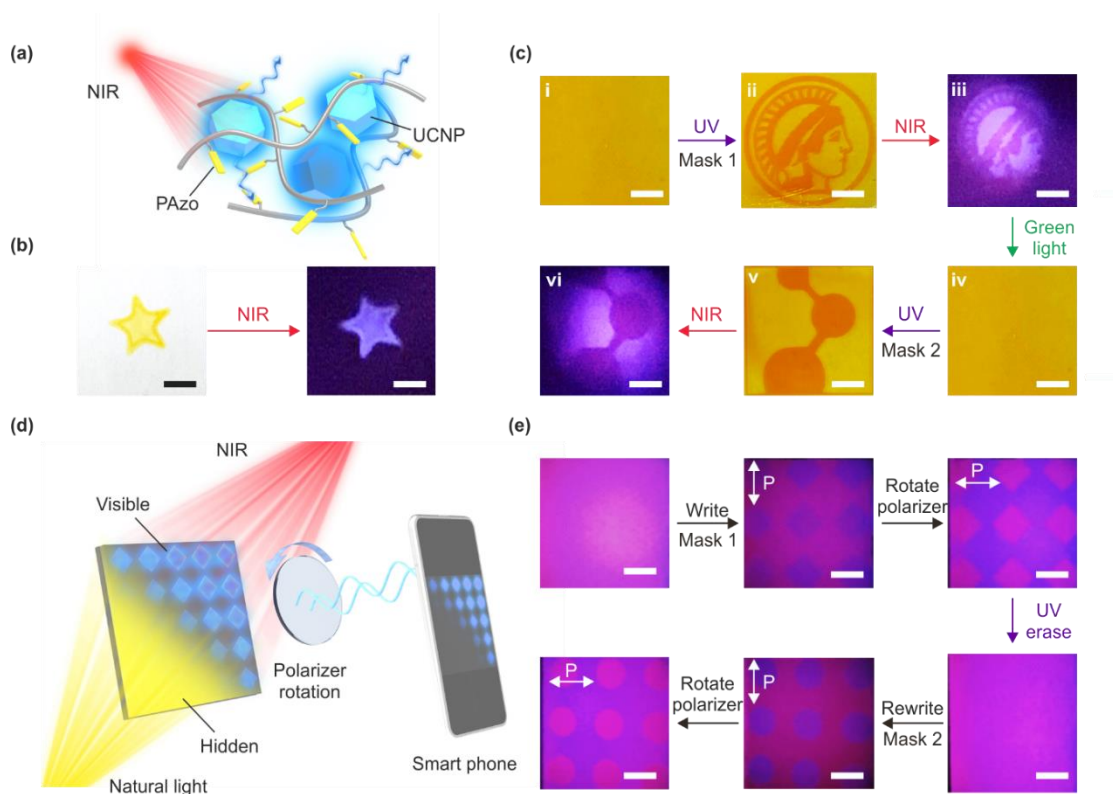 (a)
NIR
UCNP
PAzo
(b)
NIR
(c)
i
UV
Mask 1
ii
NIR
iii
Green
light
vi
NIR
v
UV
Mask 2
iv
(d)
NIR
Visible
Polarizer
rotation
Hidden
Natural light
Smart phone
(e)
Write
Mask 1
P
Rotate
polarizer
P
UV
erase
P
Rotate
polarizer
P
Rewrite
Mask 2